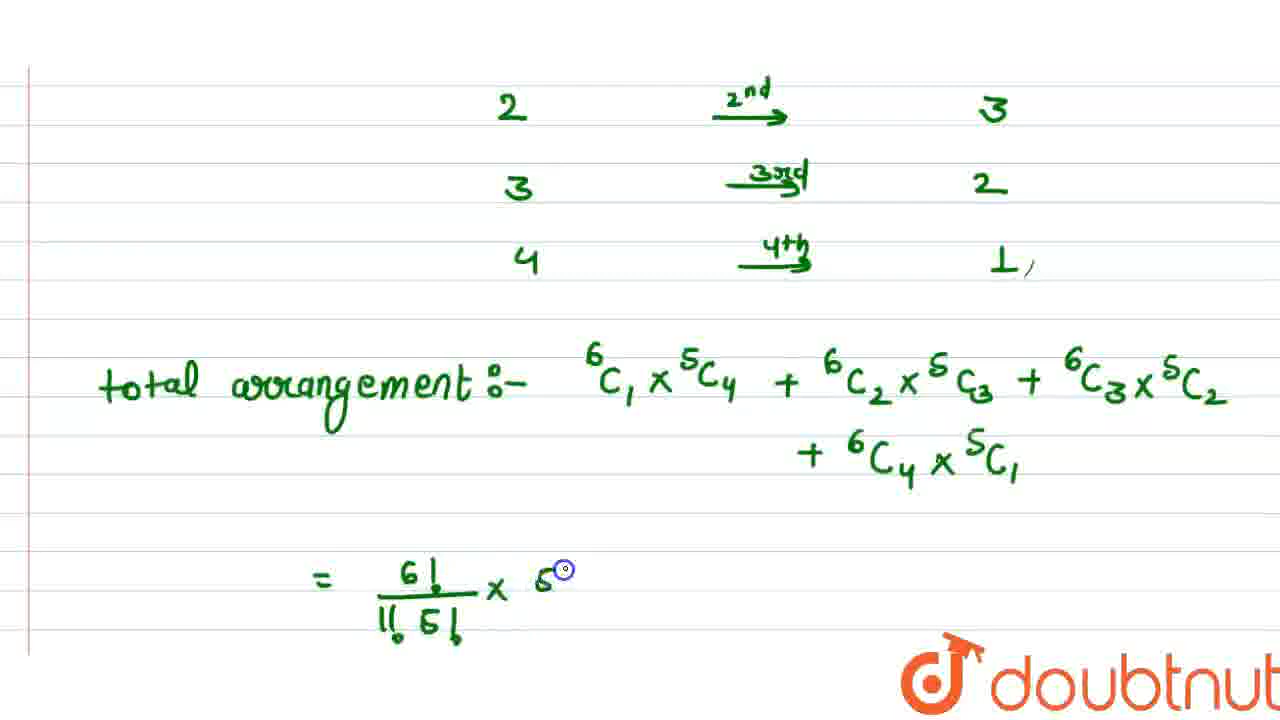 2 2nd→ 3
3 3rd→ 2
4 4th→ 1,
total arrangement :- ⁶C₁ × ⁵C₄ + ⁶C₂ × ⁵C₃ + ⁶C₃ × ⁵C₂
+ ⁶C₄ × ⁵C₁
= 6!/1! 5! × 5
doubtnut